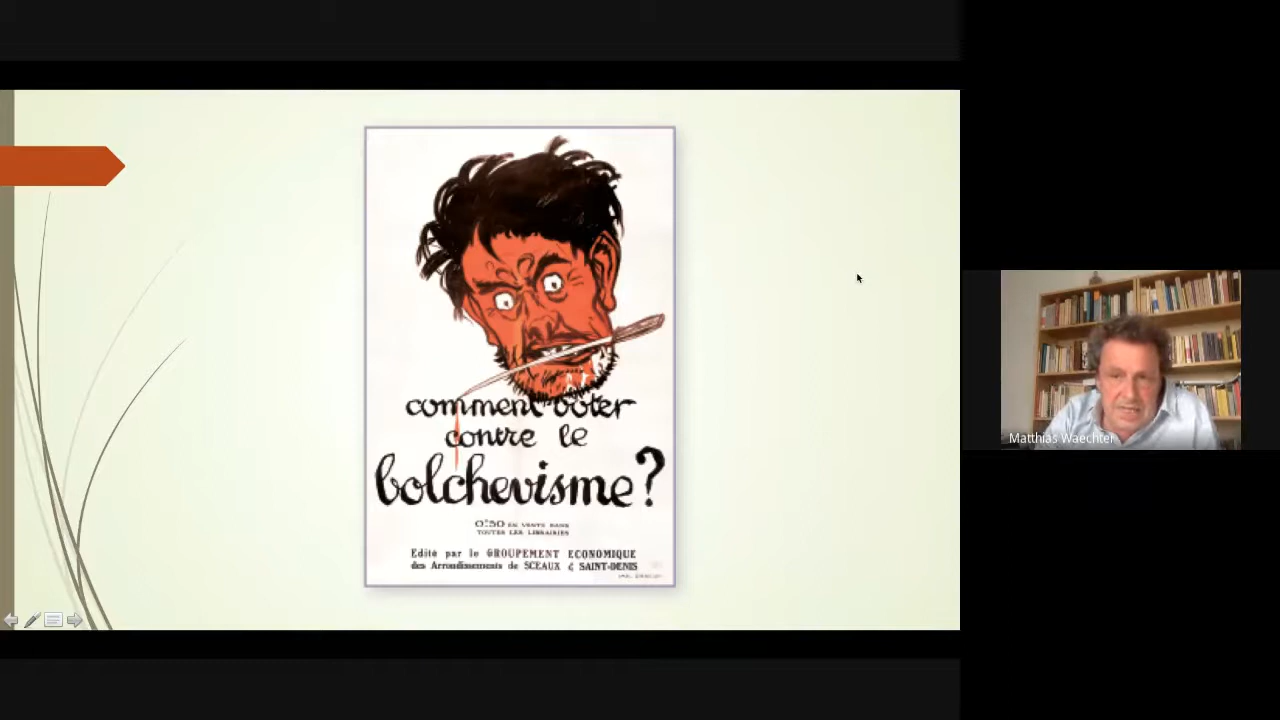 comment voter
contre le
bolchevisme?
0F50 EN VENTE DANS
TOUTES LES LIBRAIRIES
Edité par le GROUPEMENT ECONOMIQUE
des Arrondissements de SCEAUX & SAINT-DENIS
Matthias Waechter